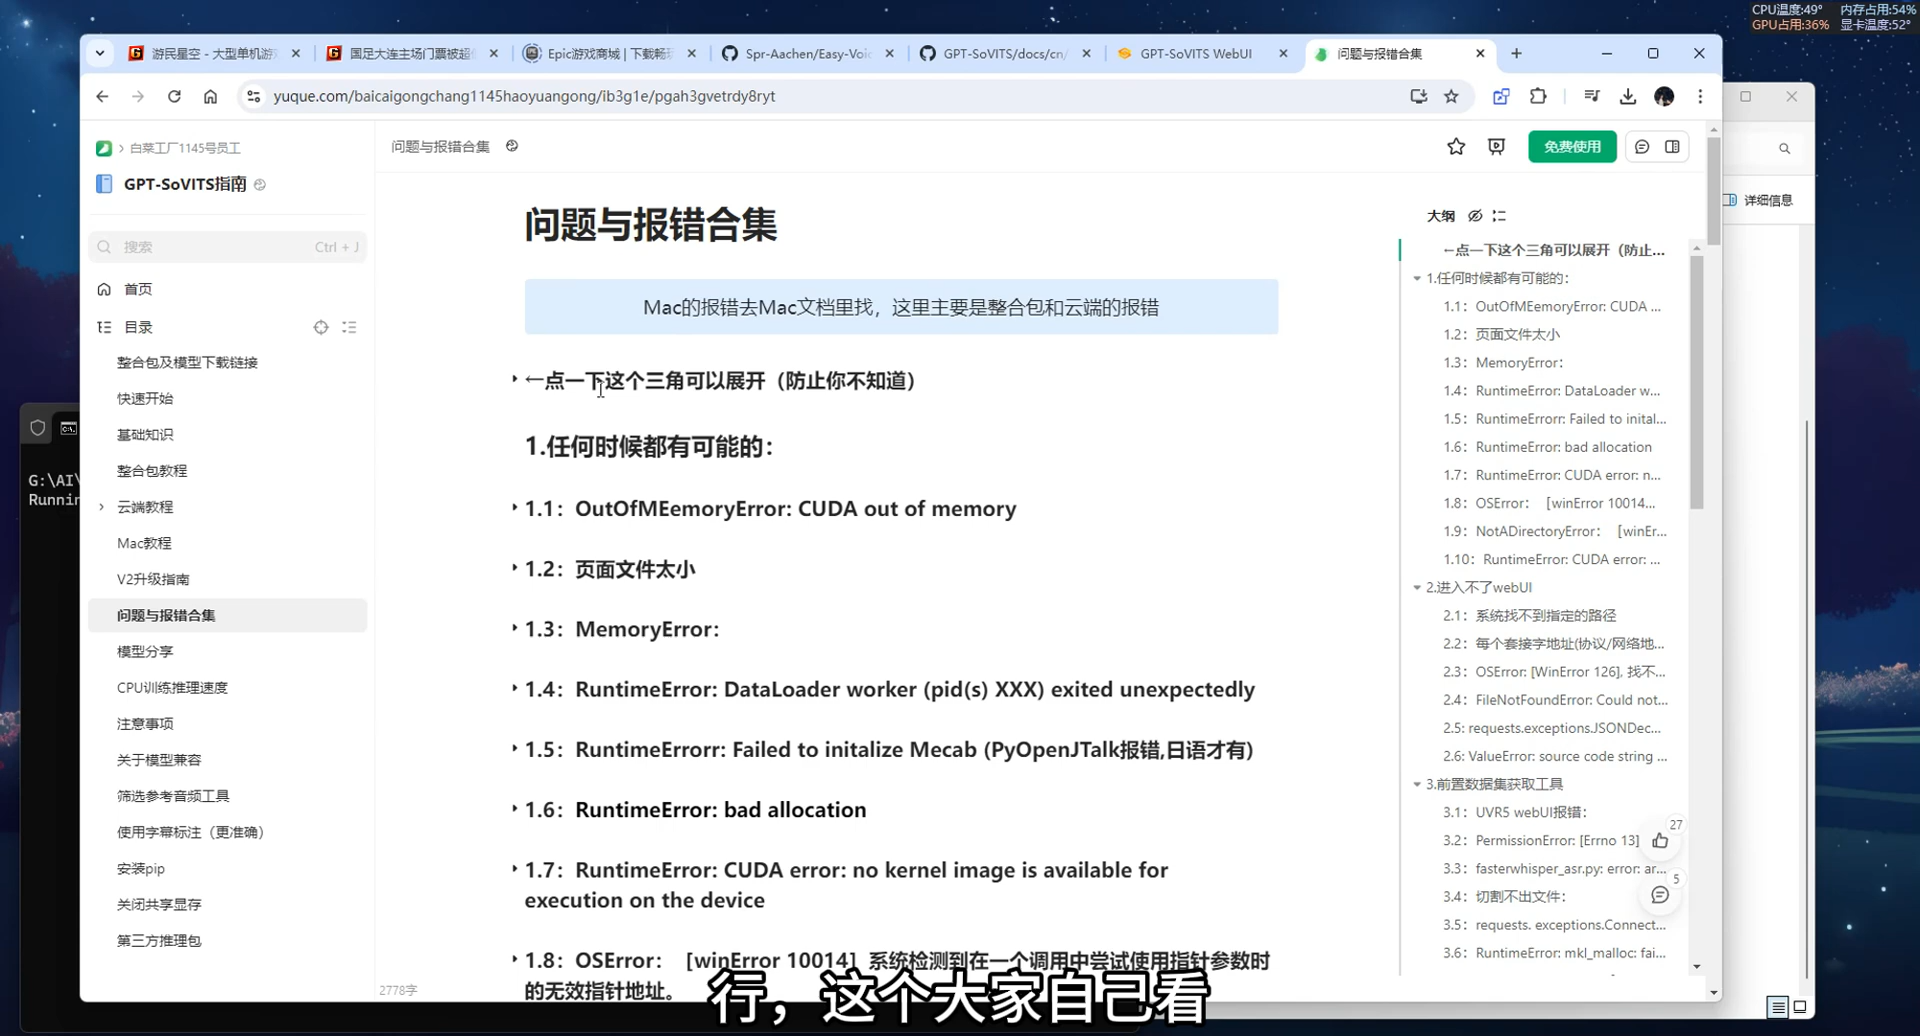 CPU温度:49° 内存占用:54%
GPU占用:36% 显卡温度:52°
游民星空 - 大型单机游戏
国足大连主场门票被超
Epic游戏商城 | 下载畅玩
Spr-Aachen/Easy-Voic
GPT-SoVITS/docs/cn/
GPT-SoVITS WebUI
问题与报错合集
yuque.com/baicaigongchang1145haoyuangong/ib3g1e/pgah3gvetrdy8ryt
白菜工厂1145号员工
GPT-SoVITS指南
搜索 Ctrl + J
首页
目录
整合包及模型下载链接
快速开始
基础知识
整合包教程
云端教程
Mac教程
V2升级指南
问题与报错合集
模型分享
CPU训练推理速度
注意事项
关于模型兼容
筛选参考音频工具
使用字幕标注（更准确）
安装pip
关闭共享显存
第三方推理包
问题与报错合集
免费使用
问题与报错合集
Mac的报错去Mac文档里找，这里主要是整合包和云端的报错
←点一下这个三角可以展开（防止你不知道）
1.任何时候都有可能的：
1.1：OutOfMEemoryError: CUDA out of memory
1.2：页面文件太小
1.3：MemoryError：
1.4：RuntimeError: DataLoader worker (pid(s) XXX) exited unexpectedly
1.5：RuntimeErrorr: Failed to initalize Mecab (PyOpenJTalk报错,日语才有)
1.6：RuntimeError: bad allocation
1.7：RuntimeError: CUDA error: no kernel image is available for
execution on the device
1.8：OSError： [winError 10014] 系统检测到在一个调用中尝试使用指针参数时
的无效指针地址。
2778字
大纲
←点一下这个三角可以展开（防止...
1.任何时候都有可能的：
1.1：OutOfMEemoryError: CUDA ...
1.2：页面文件太小
1.3：MemoryError：
1.4：RuntimeError: DataLoader w...
1.5：RuntimeErrorr: Failed to inital...
1.6：RuntimeError: bad allocation
1.7：RuntimeError: CUDA error: n...
1.8：OSError： [winError 10014...
1.9：NotADirectoryError： [winEr...
1.10：RuntimeError: CUDA error: ...
2.进入不了webUI
2.1：系统找不到指定的路径
2.2：每个套接字地址(协议/网络地...
2.3：OSError: [WinError 126], 找不...
2.4：FileNotFoundError: Could not...
2.5: requests.exceptions.JSONDec...
2.6: ValueError: source code string ...
3.前置数据集获取工具
3.1：UVR5 webUI报错：
3.2：PermissionError: [Errno 13]
3.3：fasterwhisper_asr.py: error: ar...
3.4：切割不出文件：
3.5：requests. exceptions.Connect...
3.6：RuntimeError: mkl_malloc: fai...
27
5
详细信息
G:\AI\
Runnin
行，这个大家自己看